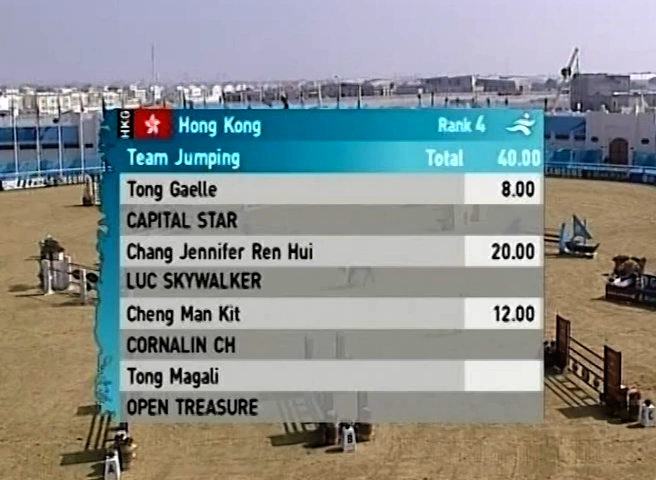 HKG Hong Kong Rank 4
Team Jumping Total 40.00
Tong Gaelle 8.00
CAPITAL STAR
Chang Jennifer Ren Hui 20.00
LUC SKYWALKER
Cheng Man Kit 12.00
CORNALIN CH
Tong Magali
OPEN TREASURE
A
B
C